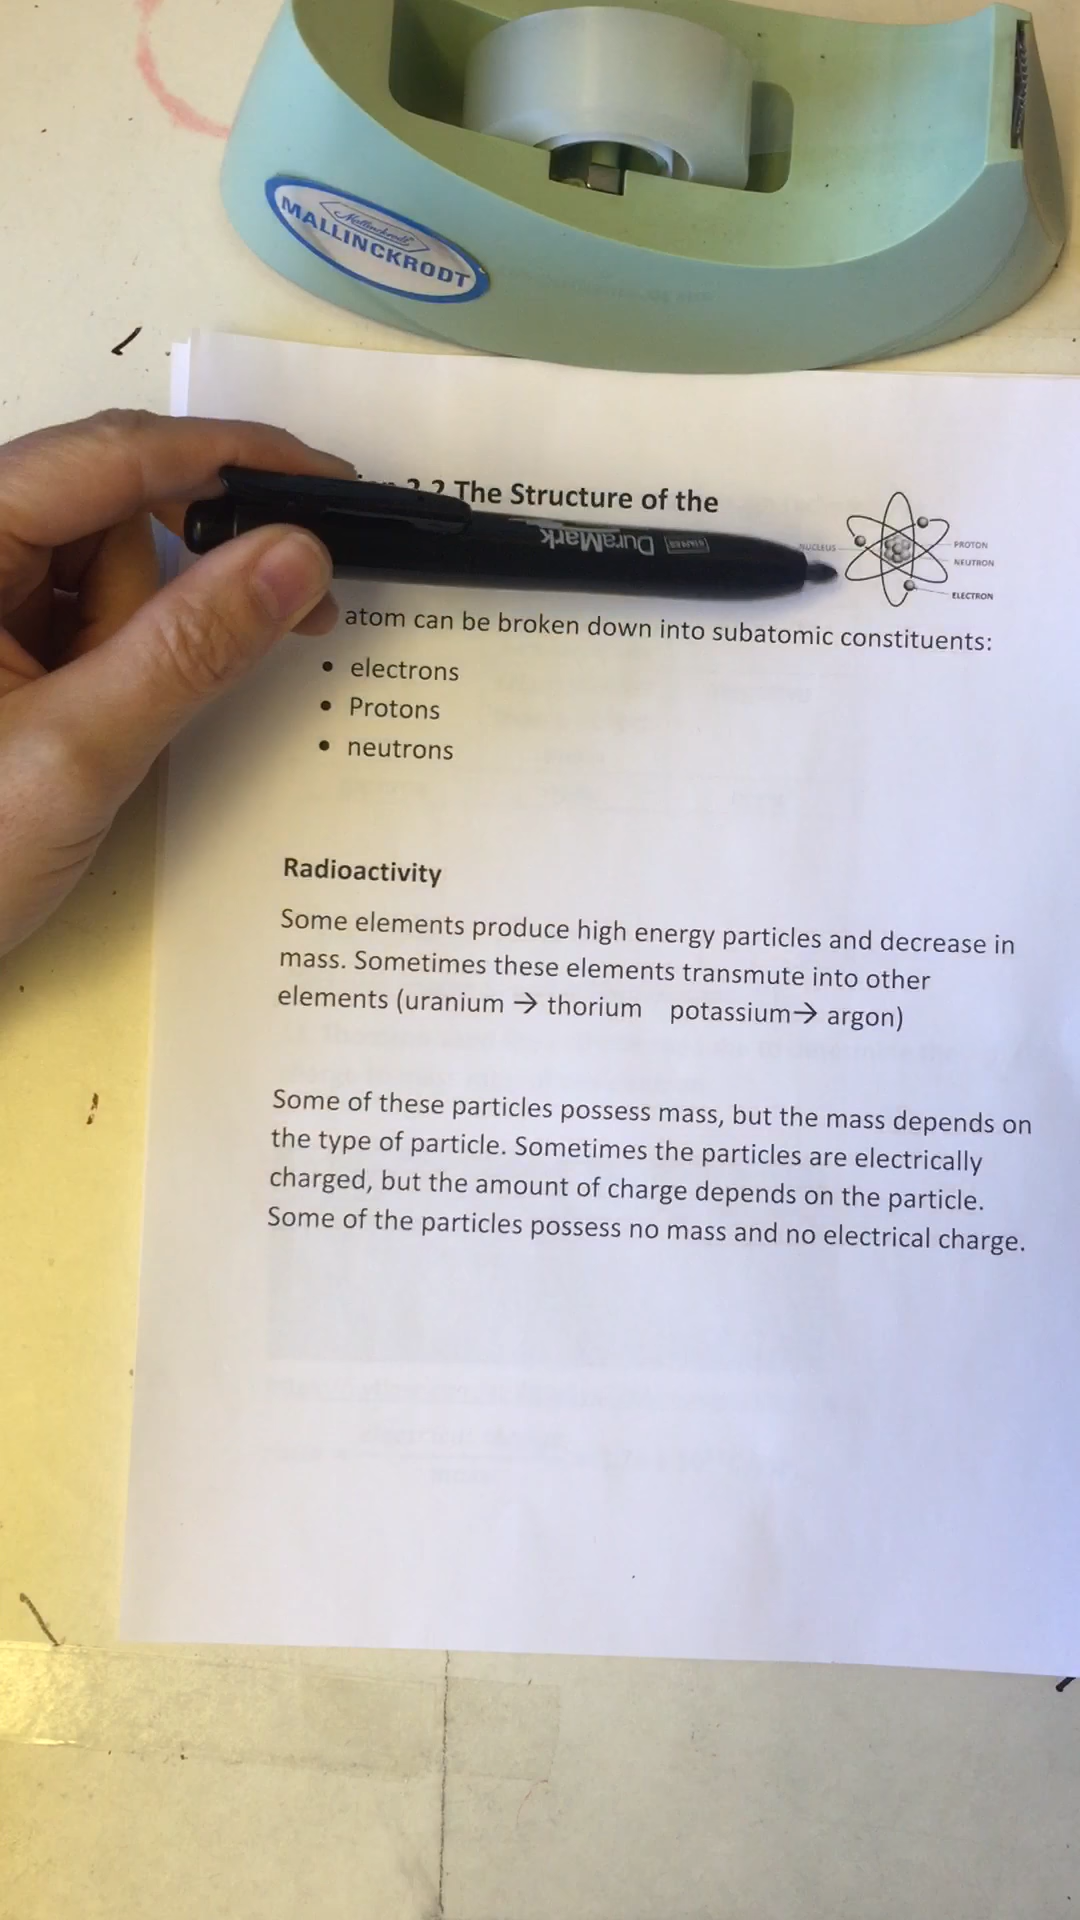 Mallinckrodt
MALLINCKRODT
2.2 The Structure of the
DuraMark
NUCLEUS
PROTON
NEUTRON
ELECTRON
atom can be broken down into subatomic constituents:
• electrons
• Protons
• neutrons
Radioactivity
Some elements produce high energy particles and decrease in
mass. Sometimes these elements transmute into other
elements (uranium → thorium potassium→ argon)
Some of these particles possess mass, but the mass depends on
the type of particle. Sometimes the particles are electrically
charged, but the amount of charge depends on the particle.
Some of the particles possess no mass and no electrical charge.